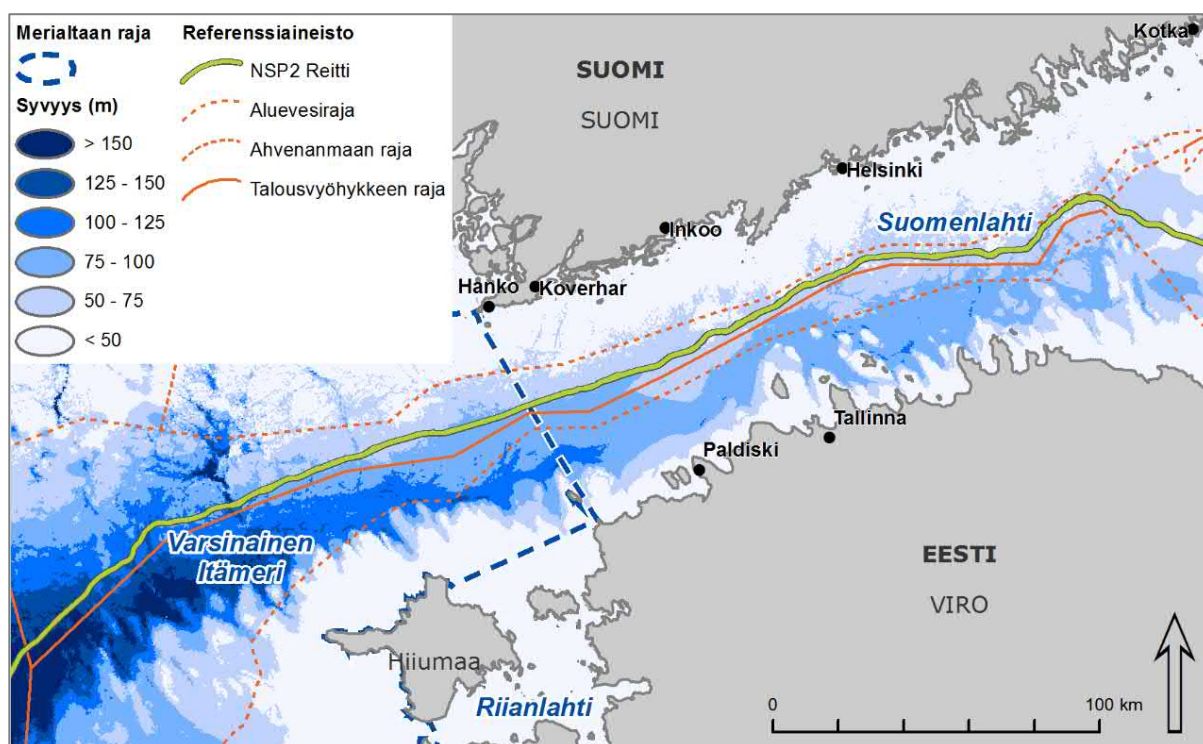 Merialtaan raja
Syvyys (m)
> 150
125 - 150
100 - 125
75 - 100
50 - 75
< 50
Referenssiaineisto
NSP2 Reitti
Aluevesiraja
Ahvenanmaan raja
Talousvyöhykkeen raja
Kotka
SUOMI
SUOMI
Helsinki
Suomenlahti
Inkoo
Hanko
Koverhar
Tallinna
Paldiski
Varsinainen
Itämeri
EESTI
VIRO
Hiiumaa
Riianlahti
0
100 km